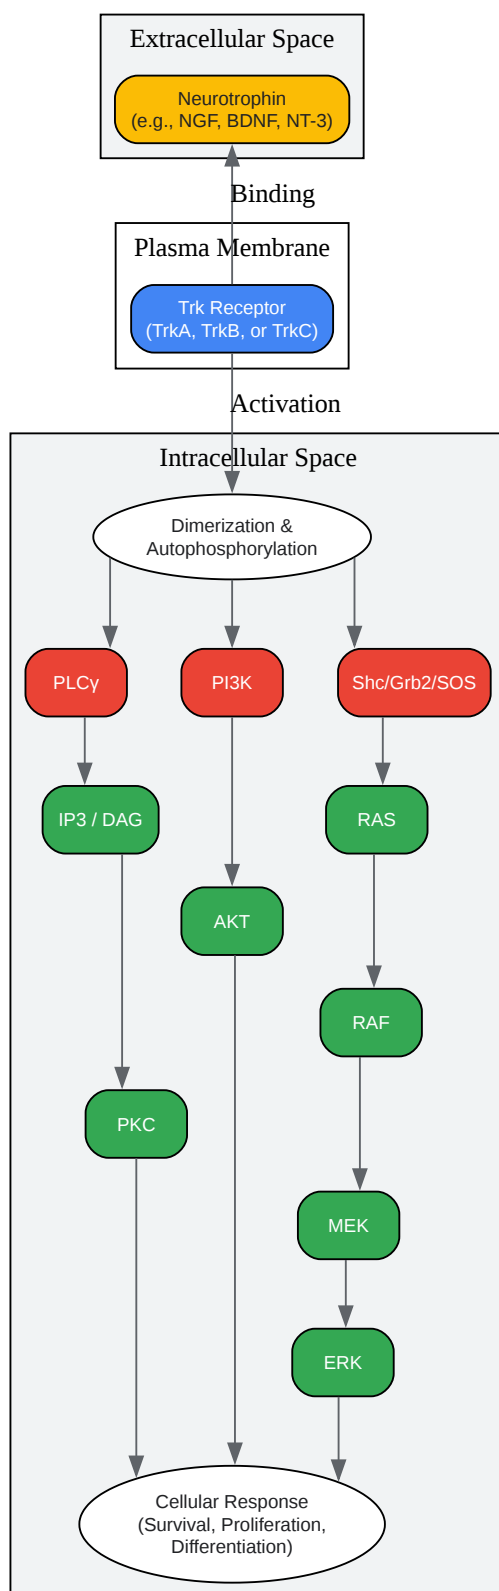 Extracellular Space
Neurotrophin
(e.g., NGF, BDNF, NT-3)
Binding
Plasma Membrane
Trk Receptor
(TrkA, TrkB, or TrkC)
Activation
Intracellular Space
Dimerization &
Autophosphorylation
PLCγ
PI3K
Shc/Grb2/SOS
IP3 / DAG
RAS
AKT
RAF
PKC
MEK
ERK
Cellular Response
(Survival, Proliferation,
Differentiation)